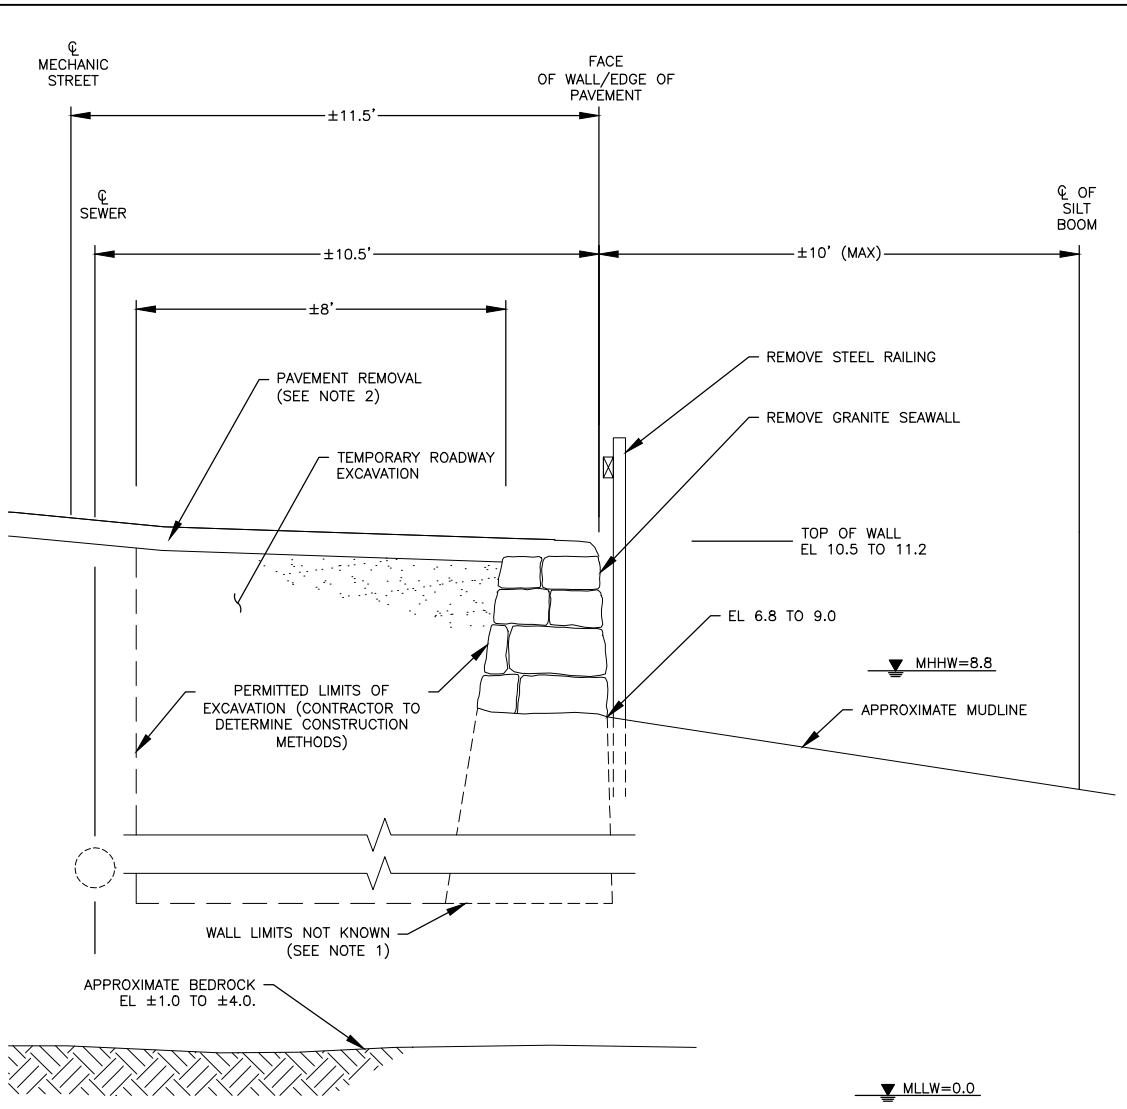 ℄
MECHANIC
STREET
FACE
OF WALL/EDGE OF
PAVEMENT
±11.5'
℄
SEWER
℄ OF
SILT
BOOM
±10.5'
±10' (MAX)
±8'
REMOVE STEEL RAILING
PAVEMENT REMOVAL
(SEE NOTE 2)
REMOVE GRANITE SEAWALL
TEMPORARY ROADWAY
EXCAVATION
TOP OF WALL
EL 10.5 TO 11.2
EL 6.8 TO 9.0
MHHW=8.8
PERMITTED LIMITS OF
EXCAVATION (CONTRACTOR TO
DETERMINE CONSTRUCTION
METHODS)
APPROXIMATE MUDLINE
WALL LIMITS NOT KNOWN
(SEE NOTE 1)
APPROXIMATE BEDROCK
EL ±1.0 TO ±4.0.
MLLW=0.0